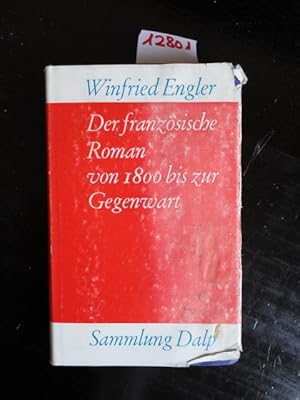 12801
Winfried Engler
Der französische
Roman
von 1800 bis zur
Gegenwart
Sammlung Dalp